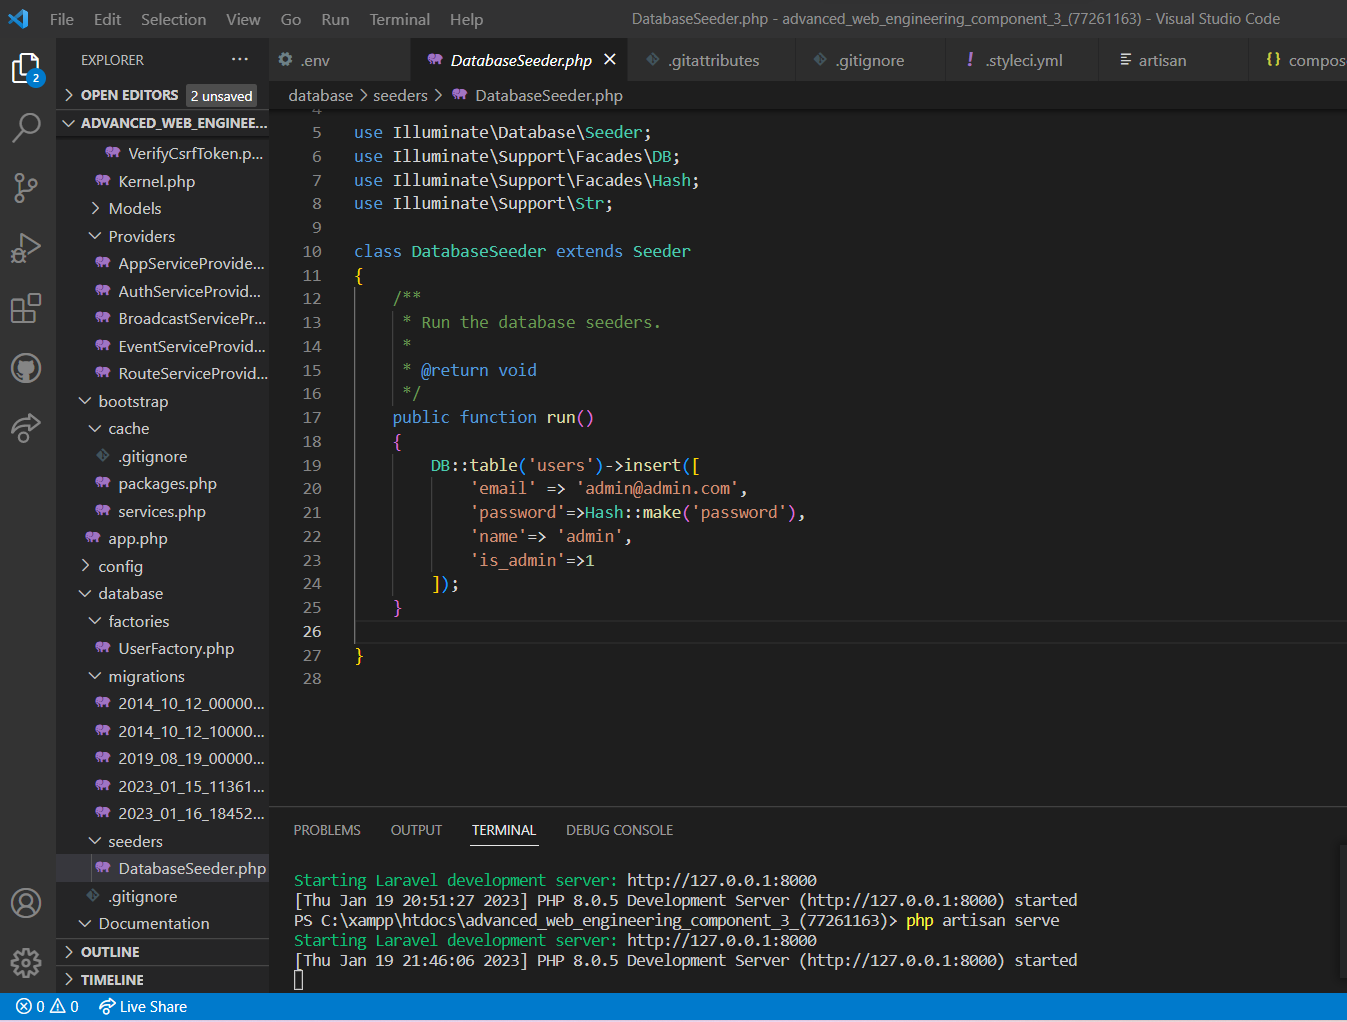 File Edit Selection View Go Run Terminal Help
DatabaseSeeder.php - advanced_web_engineering_component_3_(77261163) - Visual Studio Code
2
EXPLORER
OPEN EDITORS 2 unsaved
ADVANCED_WEB_ENGINEE...
VerifyCsrfToken.p...
Kernel.php
Models
Providers
AppServiceProvide...
AuthServiceProvid...
BroadcastServicePr...
EventServiceProvid...
RouteServiceProvid...
bootstrap
cache
.gitignore
packages.php
services.php
app.php
config
database
factories
UserFactory.php
migrations
2014_10_12_00000...
2014_10_12_10000...
2019_08_19_00000...
2023_01_15_11361...
2023_01_16_18452...
seeders
DatabaseSeeder.php
.gitignore
Documentation
OUTLINE
TIMELINE
.env DatabaseSeeder.php .gitattributes .gitignore ! .styleci.yml artisan {} compos
database > seeders > DatabaseSeeder.php
4
5 use Illuminate\Database\Seeder;
6 use Illuminate\Support\Facades\DB;
7 use Illuminate\Support\Facades\Hash;
8 use Illuminate\Support\Str;
9
10 class DatabaseSeeder extends Seeder
11 {
12 /**
13 * Run the database seeders.
14 *
15 * @return void
16 */
17 public function run()
18 {
19 DB::table('users')->insert([
20 'email' => 'admin@admin.com',
21 'password'=>Hash::make('password'),
22 'name'=> 'admin',
23 'is_admin'=>1
24 ]);
25 }
26
27 }
28
PROBLEMS OUTPUT TERMINAL DEBUG CONSOLE
Starting Laravel development server: http://127.0.0.1:8000
[Thu Jan 19 20:51:27 2023] PHP 8.0.5 Development Server (http://127.0.0.1:8000) started
PS C:\xampp\htdocs\advanced_web_engineering_component_3_(77261163)> php artisan serve
Starting Laravel development server: http://127.0.0.1:8000
[Thu Jan 19 21:46:06 2023] PHP 8.0.5 Development Server (http://127.0.0.1:8000) started
0 0 Live Share